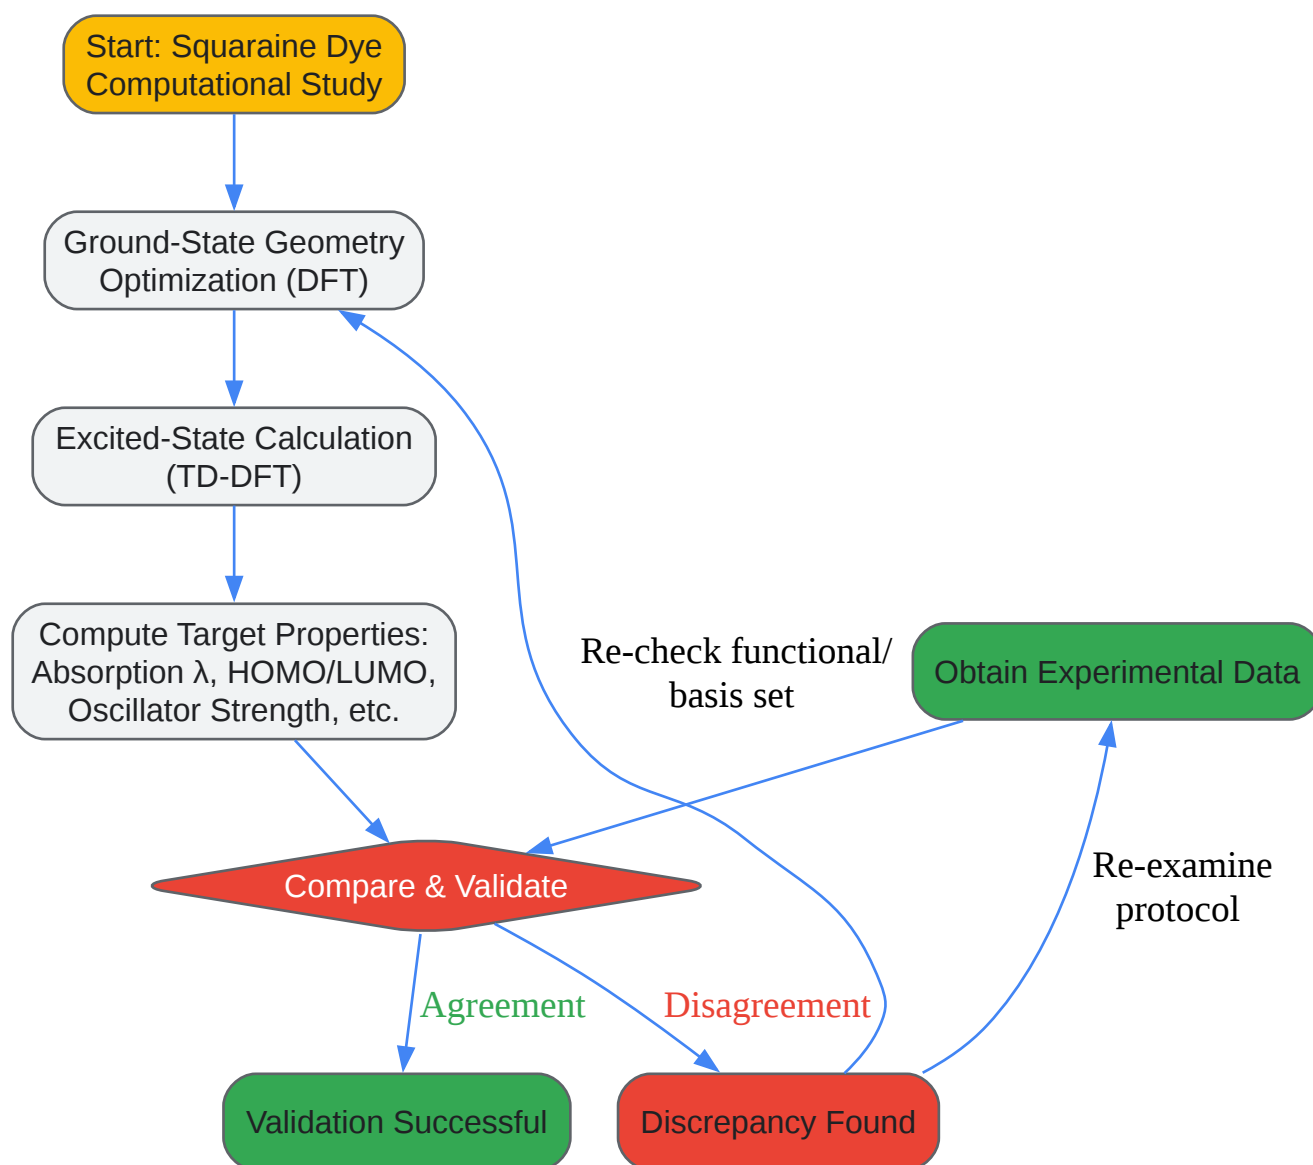 Start: Squaraine Dye
Computational Study
Ground-State Geometry
Optimization (DFT)
Excited-State Calculation
(TD-DFT)
Compute Target Properties:
Absorption λ, HOMO/LUMO,
Oscillator Strength, etc.
Re-check functional/
basis set
Obtain Experimental Data
Compare & Validate
Re-examine
protocol
Agreement
Disagreement
Validation Successful
Discrepancy Found